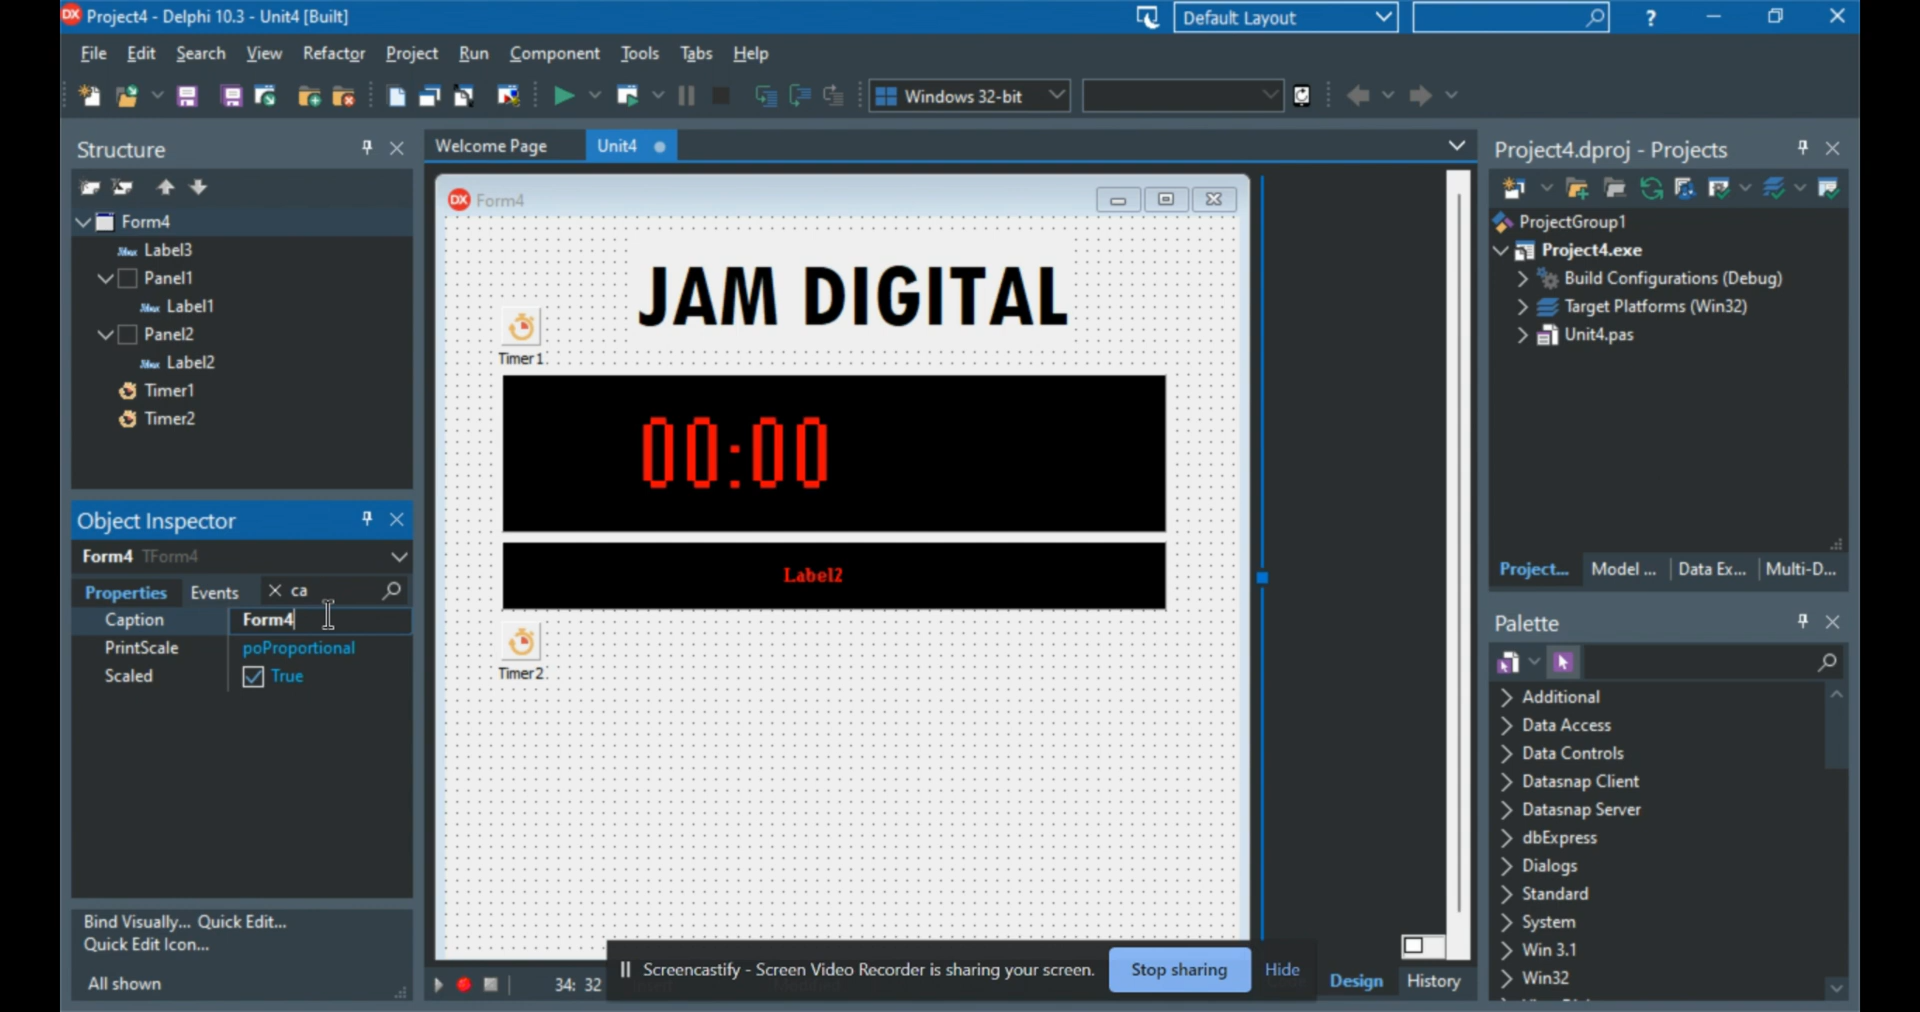 Project4 - Delphi 10.3 - Unit4 [Built]
Default Layout
?
File Edit Search View Refactor Project Run Component Tools Tabs Help
Windows 32-bit
Structure
Form4
Label3
Panel1
Label1
Panel2
Label2
Timer1
Timer2
Object Inspector
Form4 TForm4
Properties Events ca
Caption Form4
PrintScale poProportional
Scaled True
Bind Visually... Quick Edit...
Quick Edit Icon...
All shown
Welcome Page Unit4
Form4
JAM DIGITAL
Timer1
00:00
Label2
Timer2
34: 32
Screencastify - Screen Video Recorder is sharing your screen. Stop sharing Hide
Design History
Project4.dproj - Projects
ProjectGroup1
Project4.exe
Build Configurations (Debug)
Target Platforms (Win32)
Unit4.pas
Project... Model ... Data Ex... Multi-D...
Palette
Additional
Data Access
Data Controls
Datasnap Client
Datasnap Server
dbExpress
Dialogs
Standard
System
Win 3.1
Win32